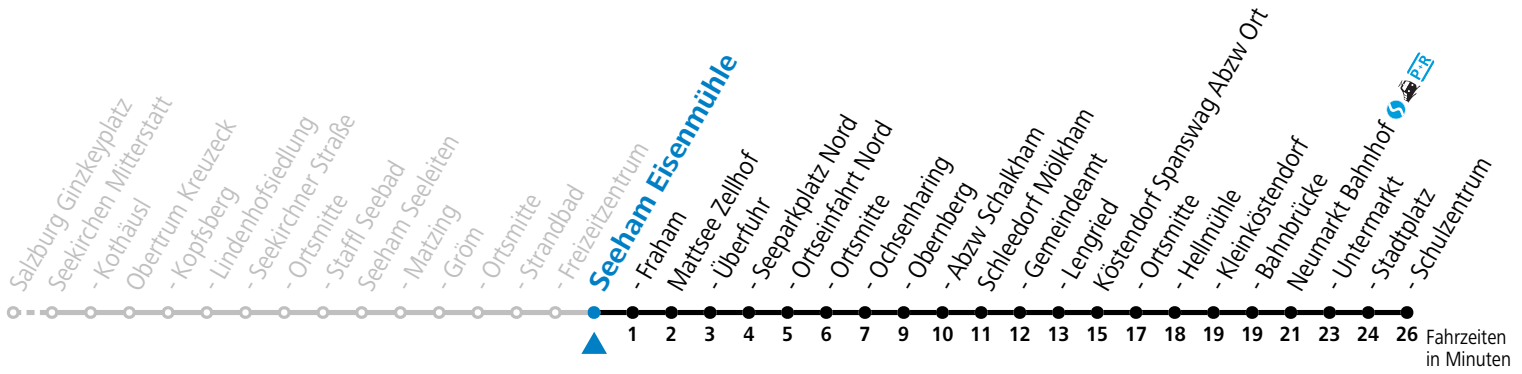 Salzburg Ginzkeyplatz
Seekirchen Mitterstatt
- Kothäusl
Obertrum Kreuzeck
- Kopfsberg
- Lindenhofsiedlung
- Seekirchner Straße
- Ortsmitte
- Staffl Seebad
Seeham Seeleiten
- Matzing
- Gröm
- Ortsmitte
- Strandbad
- Freizeitzentrum
Seeham Eisenmühle
- Fraham
Mattsee Zellhof
- Überfuhr
- Seeparkplatz Nord
- Ortseinfahrt Nord
- Ortsmitte
- Ochsenharing
- Obernberg
- Abzw Schalkham
Schleedorf Mölkham
- Gemeindeamt
- Lengried
Köstendorf Spanswag Abzw Ort
- Ortsmitte
- Hellmühle
- Kleinköstendorf
- Bahnbrücke
Neumarkt Bahnhof
P+R
- Untermarkt
- Stadtplatz
- Schulzentrum
1 2 3 4 5 6 7 9 10 11 12 13 15 17 18 19 19 21 23 24 26
Fahrzeiten
in Minuten